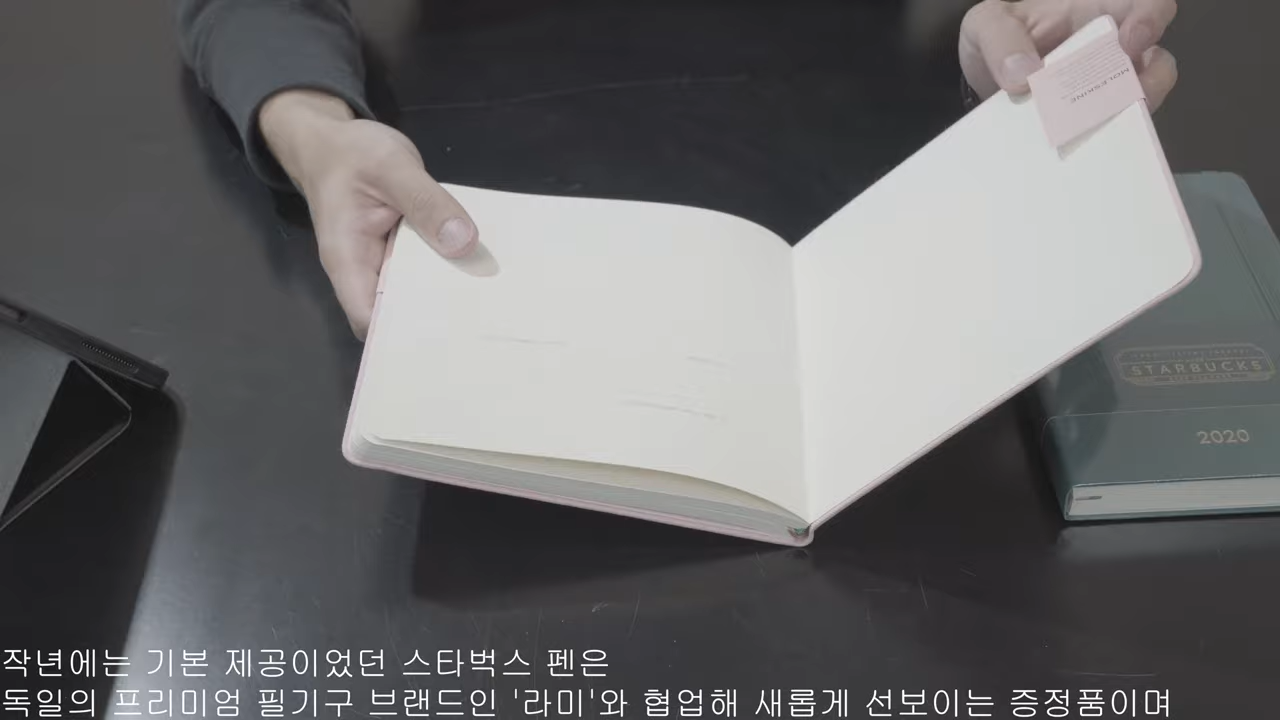 MOLESKINE
STARBUCKS
2020
작년에는 기본 제공이었던 스타벅스 펜은
독일의 프리미엄 필기구 브랜드인 '라미'와 협업해 새롭게 선보이는 증정품이며